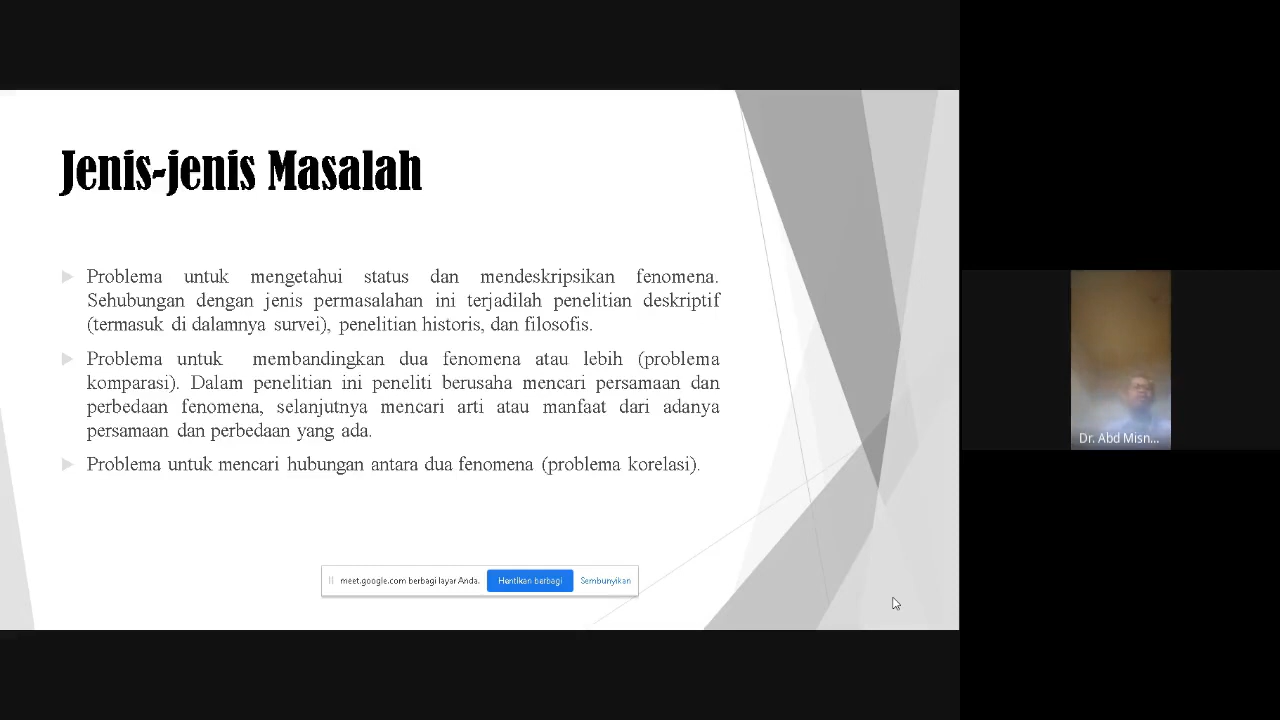 Jenis-jenis Masalah
Problema untuk mengetahui status dan mendeskripsikan fenomena.
Sehubungan dengan jenis permasalahan ini terjadilah penelitian deskriptif
(termasuk di dalamnya survei), penelitian historis, dan filosofis.
Problema untuk membandingkan dua fenomena atau lebih (problema
komparasi). Dalam penelitian ini peneliti berusaha mencari persamaan dan
perbedaan fenomena, selanjutnya mencari arti atau manfaat dari adanya
persamaan dan perbedaan yang ada.
Problema untuk mencari hubungan antara dua fenomena (problema korelasi).
meet.google.com berbagi layar Anda. Hentikan berbagi Sembunyikan
Dr. Abd Misn...